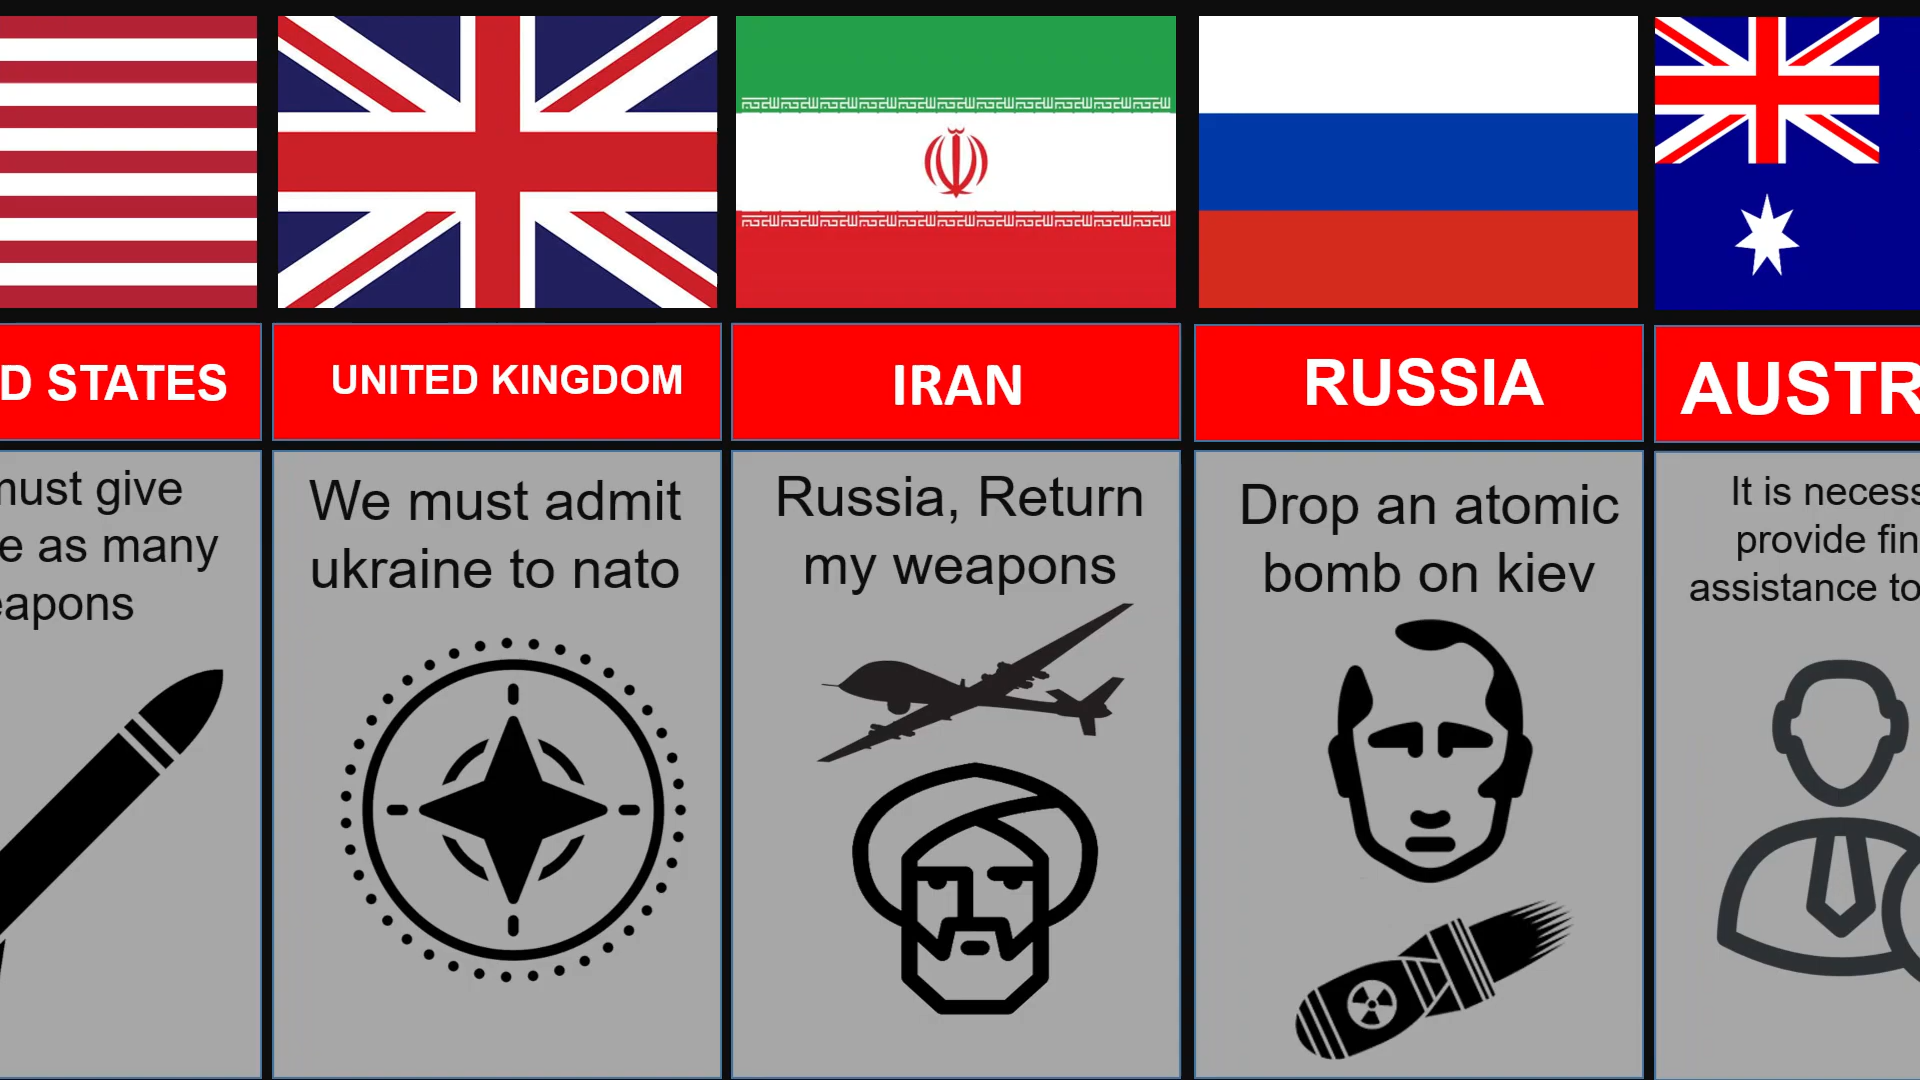 D STATES
must give
e as many
eapons
UNITED KINGDOM
We must admit
ukraine to nato
IRAN
Russia, Return
my weapons
RUSSIA
Drop an atomic
bomb on kiev
AUSTR
It is necess
provide fin
assistance to